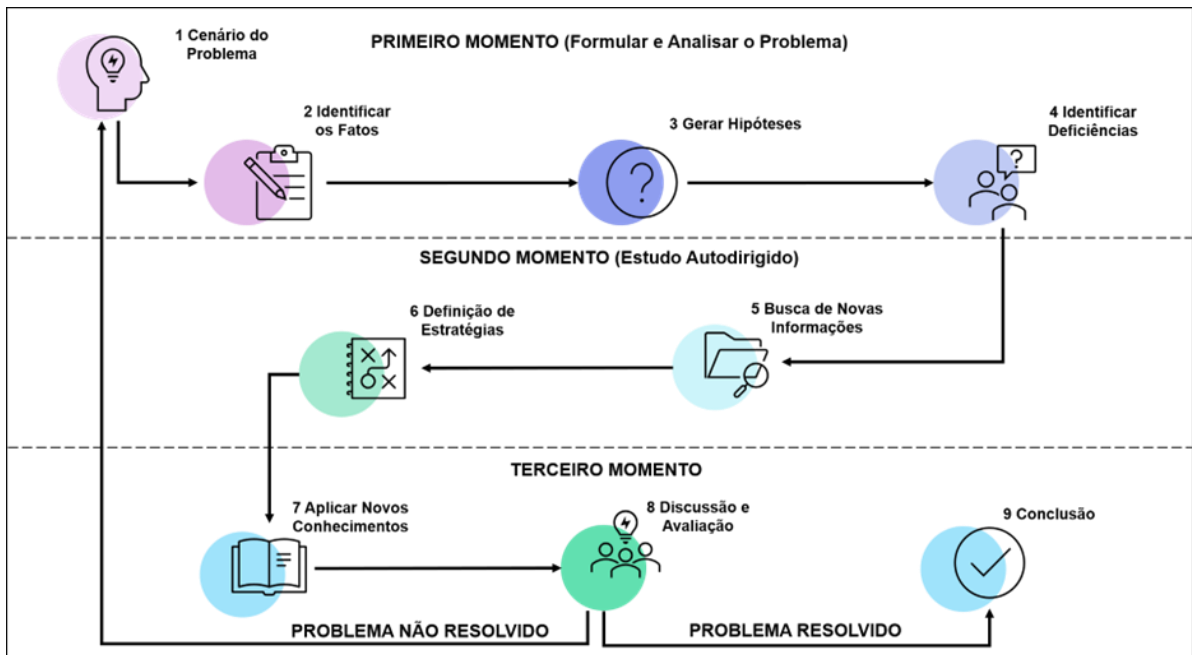 1 Cenário do
Problema
PRIMEIRO MOMENTO (Formular e Analisar o Problema)
2 Identificar
os Fatos
3 Gerar Hipóteses
4 Identificar
Deficiências
?
?
SEGUNDO MOMENTO (Estudo Autodirigido)
6 Definição de
Estratégias
5 Busca de Novas
Informações
TERCEIRO MOMENTO
7 Aplicar Novos
Conhecimentos
8 Discussão e
Avaliação
9 Conclusão
PROBLEMA NÃO RESOLVIDO
PROBLEMA RESOLVIDO